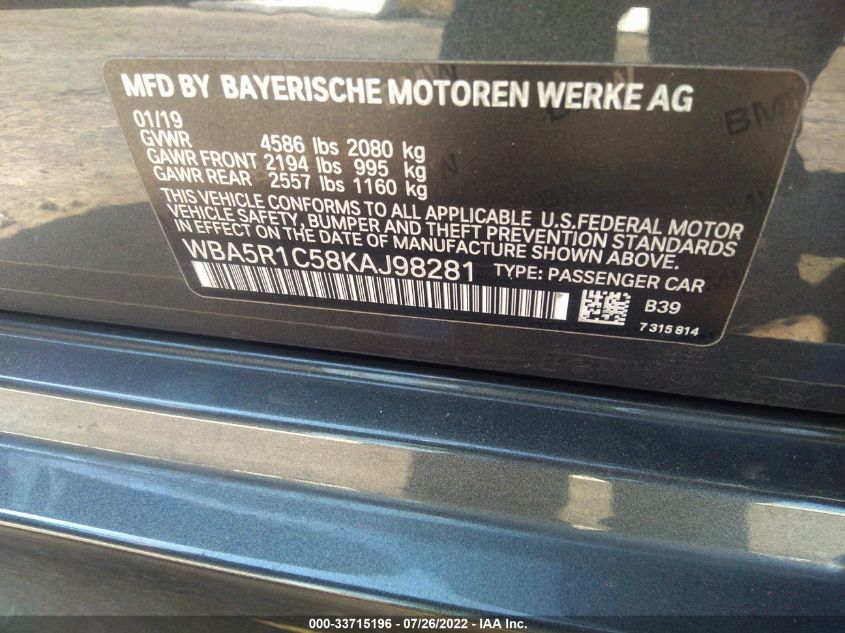 MFD BY BAYERISCHE MOTOREN WERKE AG
01/19
GVWR 4586 lbs 2080 kg
GAWR FRONT 2194 lbs 995 kg
GAWR REAR 2557 lbs 1160 kg
THIS VEHICLE CONFORMS TO ALL APPLICABLE U.S.FEDERAL MOTOR
VEHICLE SAFETY, BUMPER AND THEFT PREVENTION STANDARDS
IN EFFECT ON THE DATE OF MANUFACTURE SHOWN ABOVE.
WBA5R1C58KAJ98281 TYPE: PASSENGER CAR
B39
7315814
BMW
000-33715196 - 07/26/2022 - IAA Inc.